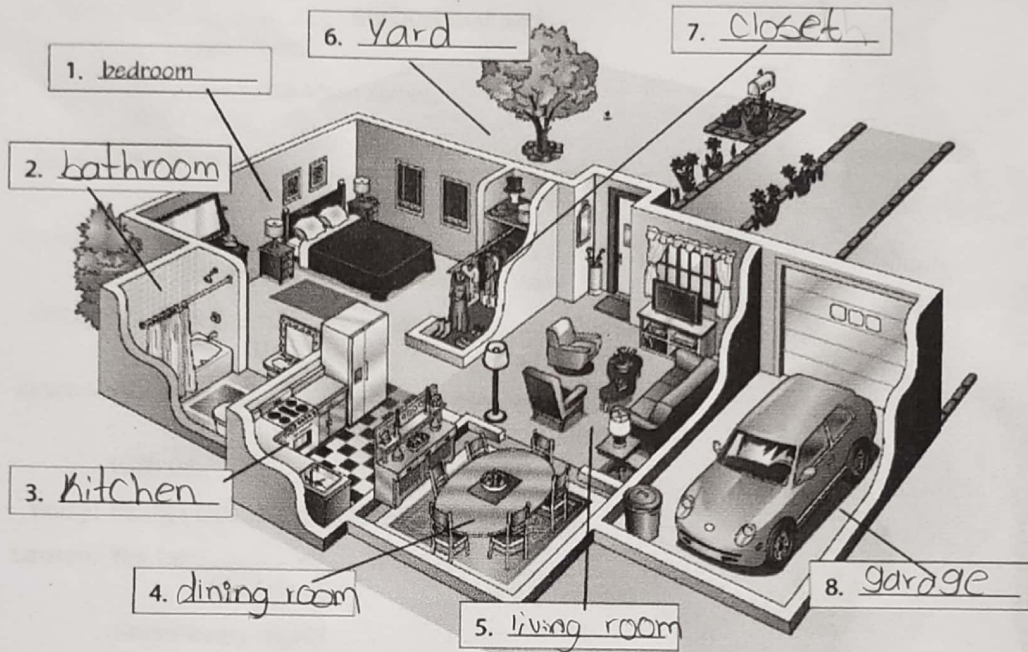 1. bedroom
2. bathroom
3. Kitchen
4. dining room
5. living room
6. Yard
7. closet
8. garage